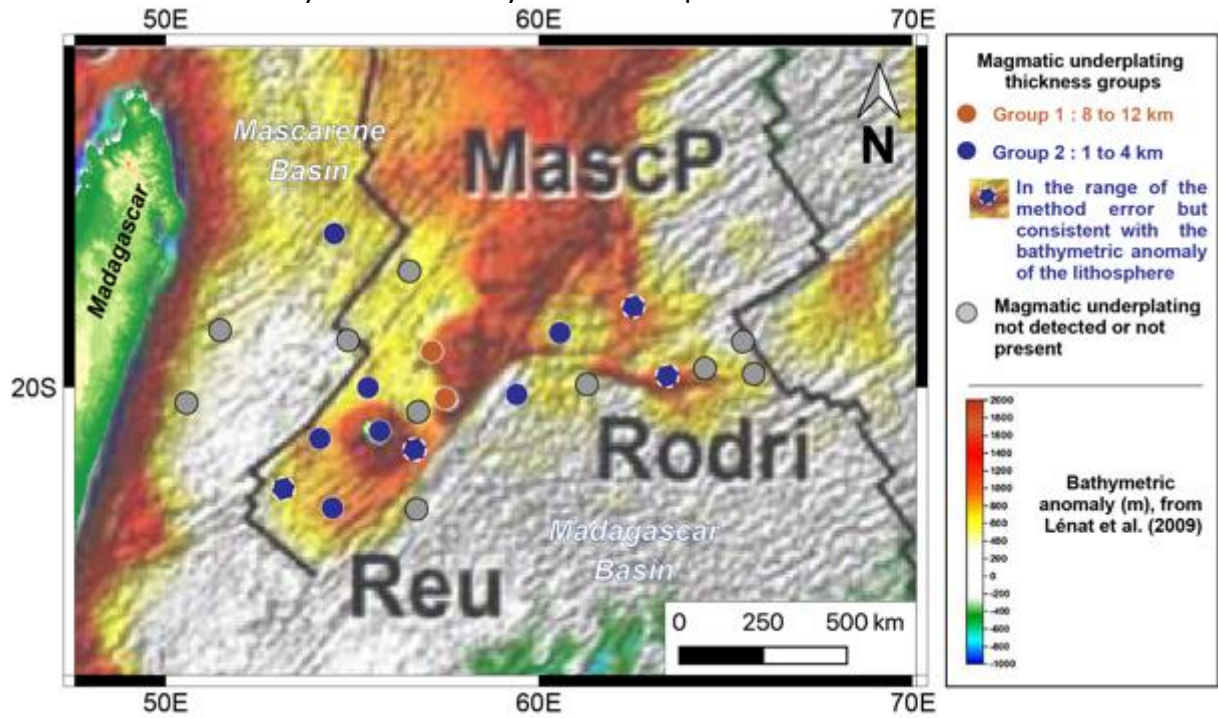 50E
60E
70E
Mascarene
Basin
MascP
N
Madagascar
20S
Rodri
Madagascar
Basin
Reu
0 250 500 km
50E
60E
70E
Magmatic underplating
thickness groups
Group 1 : 8 to 12 km
Group 2 : 1 to 4 km
In the range of the
method error but
consistent with the
bathymetric anomaly
of the lithosphere
Magmatic underplating
not detected or not
present
2000
1800
1600
1400
1200
1000
800
600
400
200
0
-200
-400
-600
-800
-1000
Bathymetric
anomaly (m), from
Lénat et al. (2009)